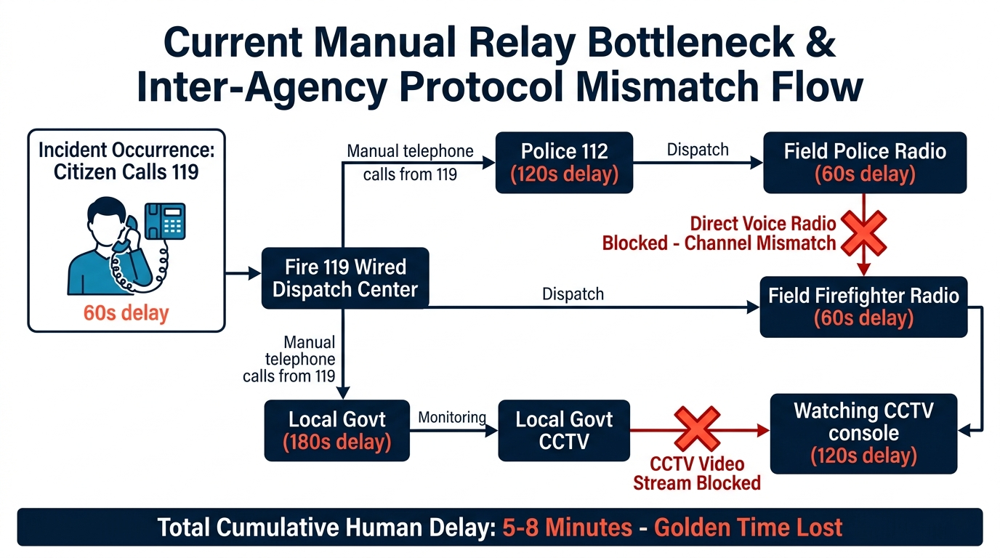 Current Manual Relay Bottleneck &
Inter-Agency Protocol Mismatch Flow
Incident Occurrence:
Citizen Calls 119
60s delay
Fire 119 Wired
Dispatch Center
Manual telephone
calls from 119
Police 112
(120s delay)
Dispatch
Field Police Radio
(60s delay)
Direct Voice Radio
Blocked - Channel Mismatch
Dispatch
Field Firefighter Radio
(60s delay)
Manual
telephone
calls from 119
Local Govt
(180s delay)
Monitoring
Local Govt
CCTV
CCTV Video
Stream Blocked
Watching CCTV
console
(120s delay)
Total Cumulative Human Delay: 5-8 Minutes - Golden Time Lost